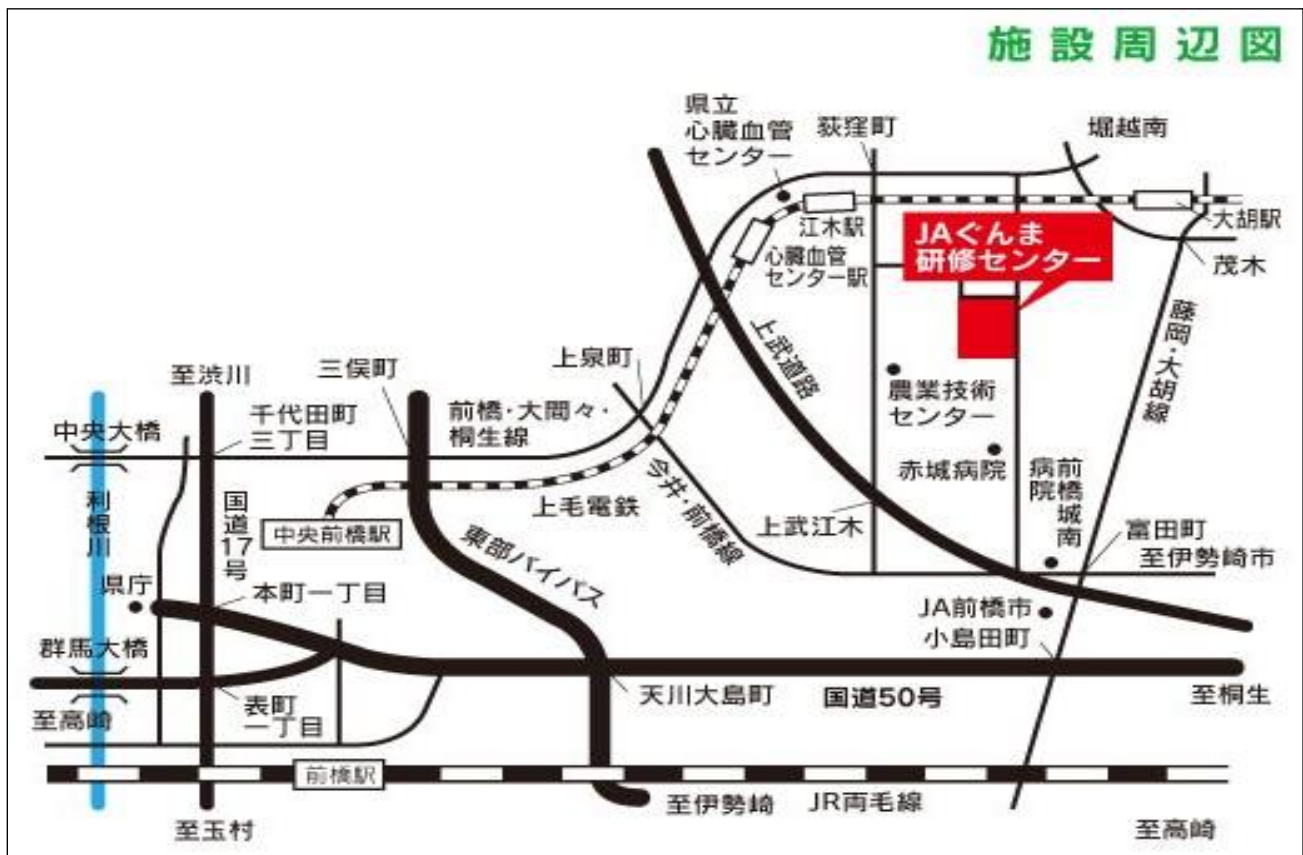 施設周辺図
県立
心臓血管
センター
荻窪町
堀越南
江木駅
大胡駅
JAぐんま
研修センター
心臓血管
センター駅
茂木
藤岡・大胡線
上武道路
上泉町
三俣町
至渋川
農業技術
センター
千代田町
三丁目
前橋・大間々・
桐生線
中央大橋
赤城病院
前橋城南
病院
利根川
国道17号
上毛電鉄
今井・前橋線
上武江木
中央前橋駅
富田町
至伊勢崎市
東部バイパス
県庁
本町一丁目
JA前橋市
小島田町
群馬大橋
天川大島町
国道50号
至桐生
表町
一丁目
至高崎
前橋駅
至伊勢崎
JR両毛線
至玉村
至高崎